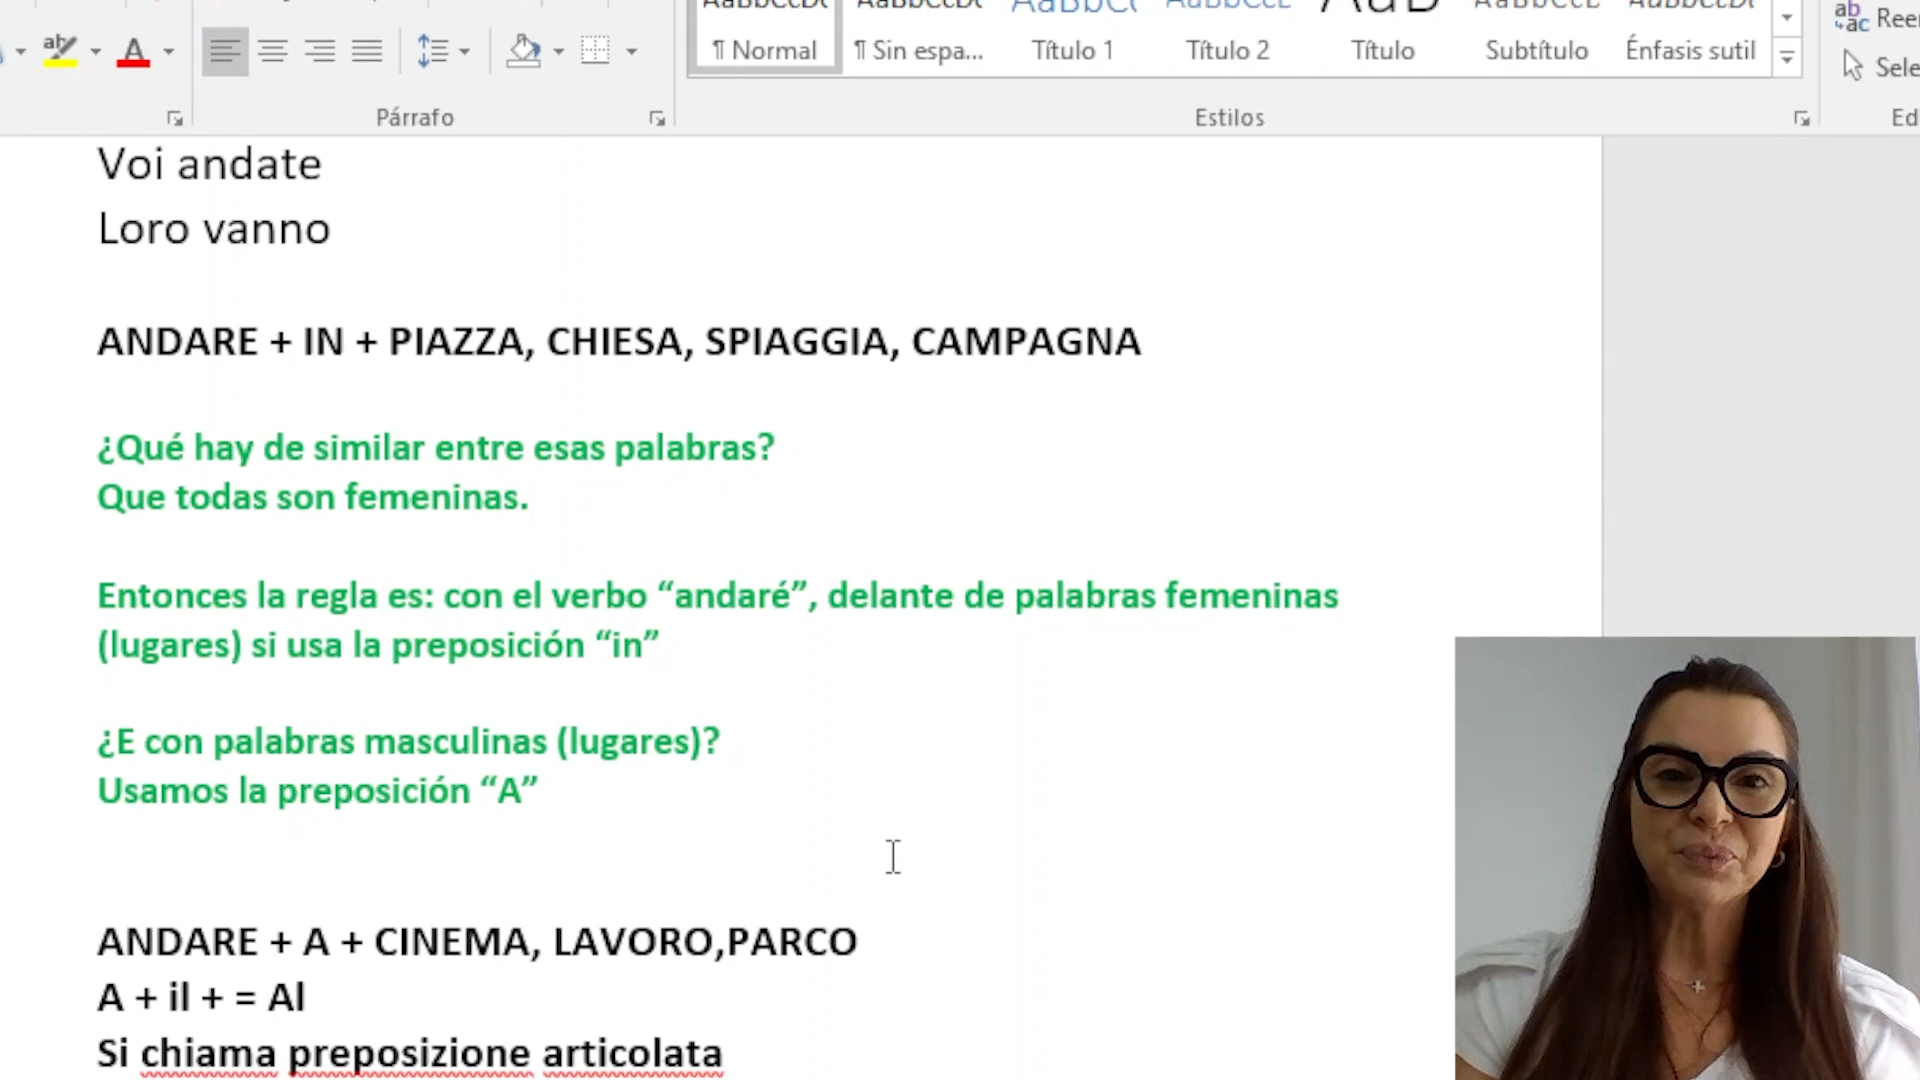 ¶ Normal ¶ Sin espa... Título 1 Título 2 Título Subtítulo Énfasis sutil
Párrafo Estilos
Voi andate
Loro vanno
ANDARE + IN + PIAZZA, CHIESA, SPIAGGIA, CAMPAGNA
¿Qué hay de similar entre esas palabras?
Que todas son femeninas.
Entonces la regla es: con el verbo “andaré”, delante de palabras femeninas
(lugares) si usa la preposición “in”
¿E con palabras masculinas (lugares)?
Usamos la preposición “A”
ANDARE + A + CINEMA, LAVORO,PARCO
A + il + = Al
Si chiama preposizione articolata